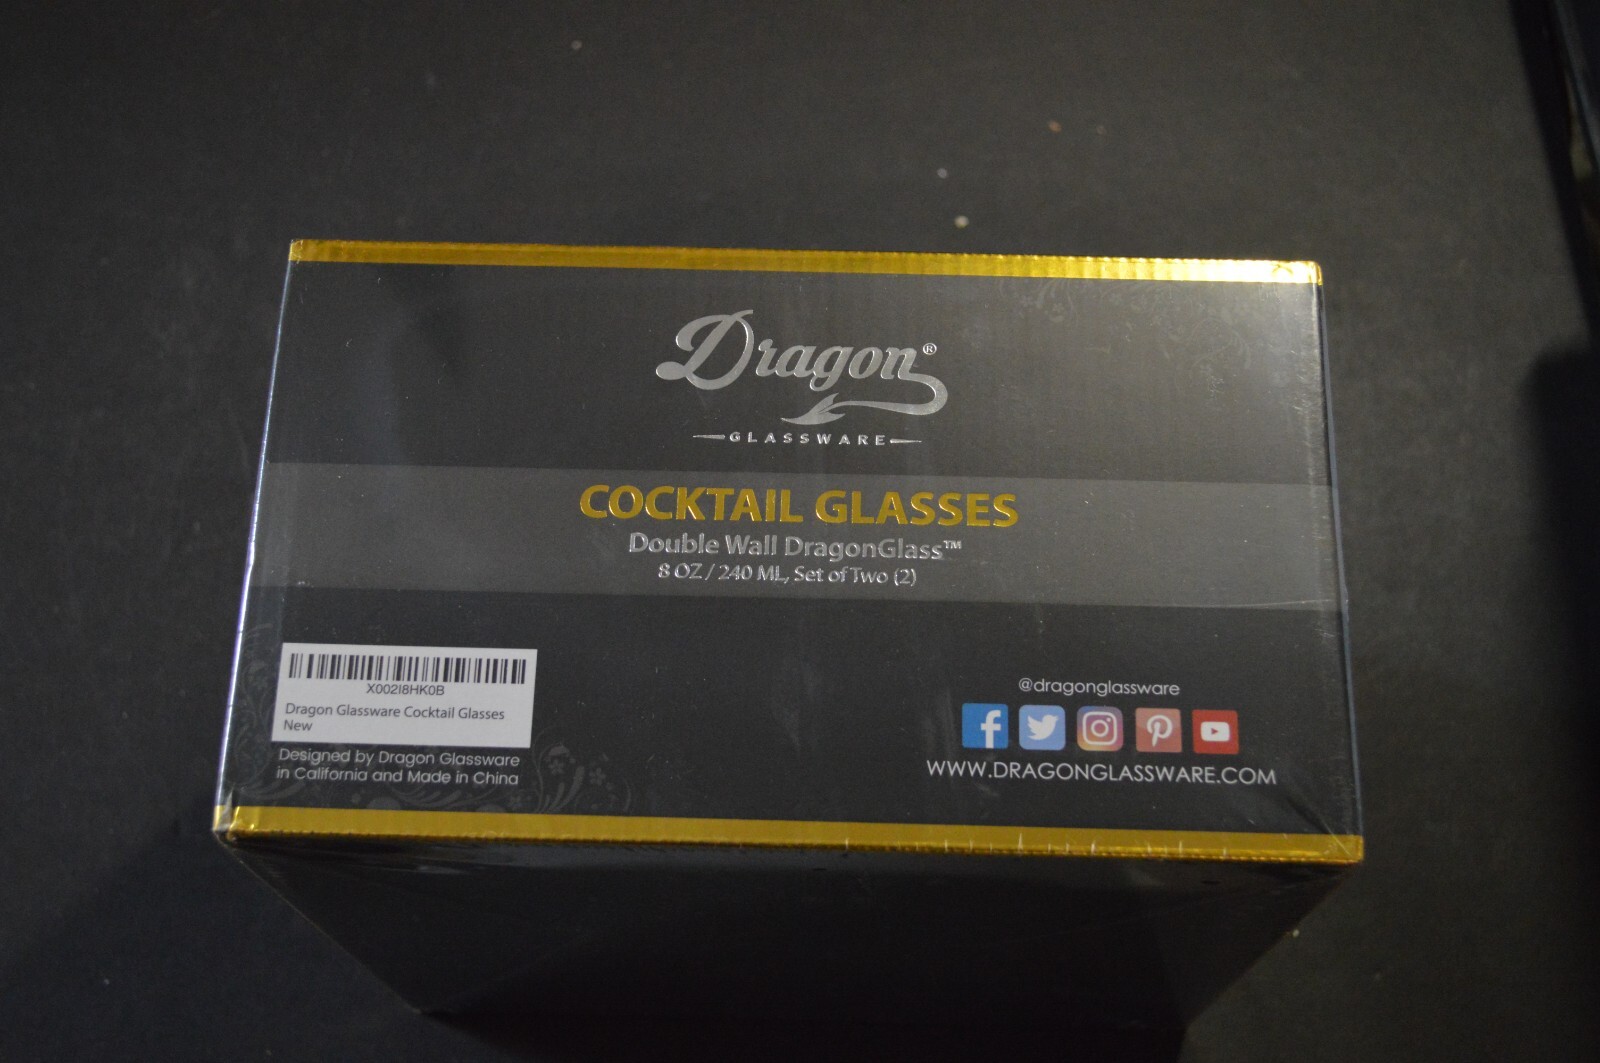 Dragon®
GLASSWARE
COCKTAIL GLASSES
Double Wall DragonGlass™
8 OZ / 240 ML, Set of Two (2)
X002I8HK0B
Dragon Glassware Cocktail Glasses
New
Designed by Dragon Glassware
in California and Made in China
@dragonglassware
WWW.DRAGONGLASSWARE.COM